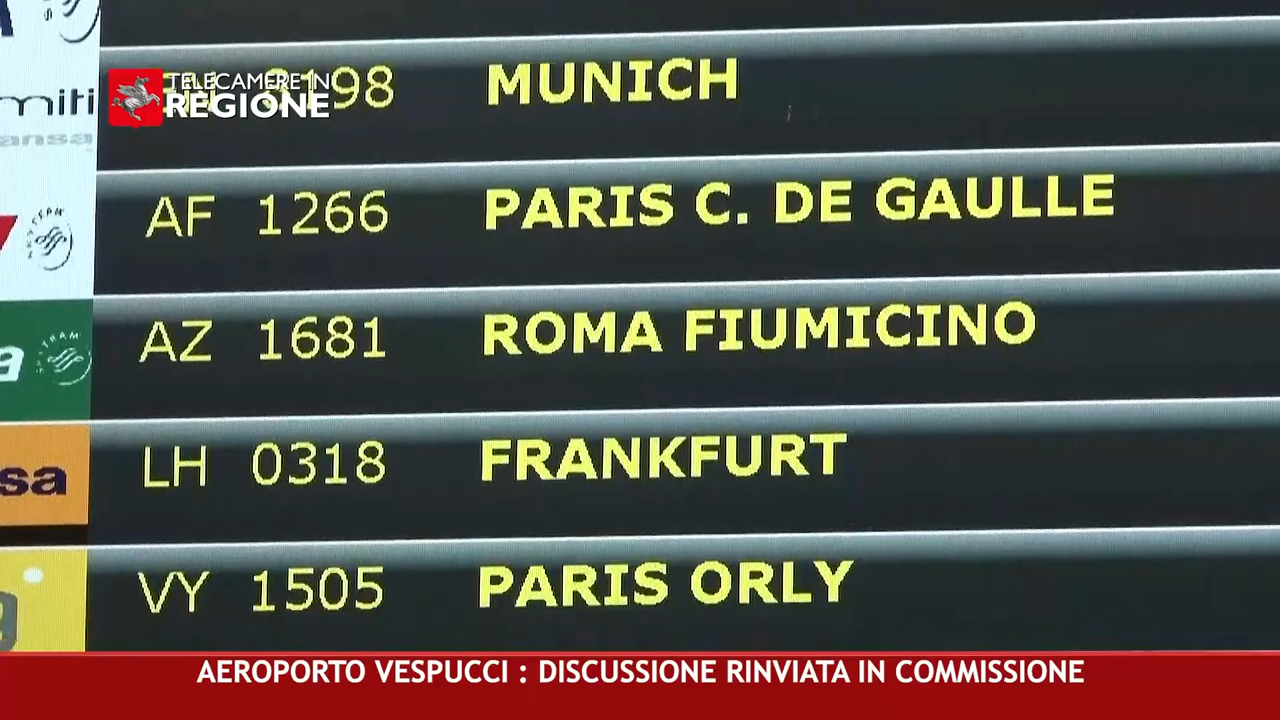 TELECAMERE IN
REGIONE
8198 MUNICH
AF 1266 PARIS C. DE GAULLE
AZ 1681 ROMA FIUMICINO
LH 0318 FRANKFURT
VY 1505 PARIS ORLY
AEROPORTO VESPUCCI : DISCUSSIONE RINVIATA IN COMMISSIONE